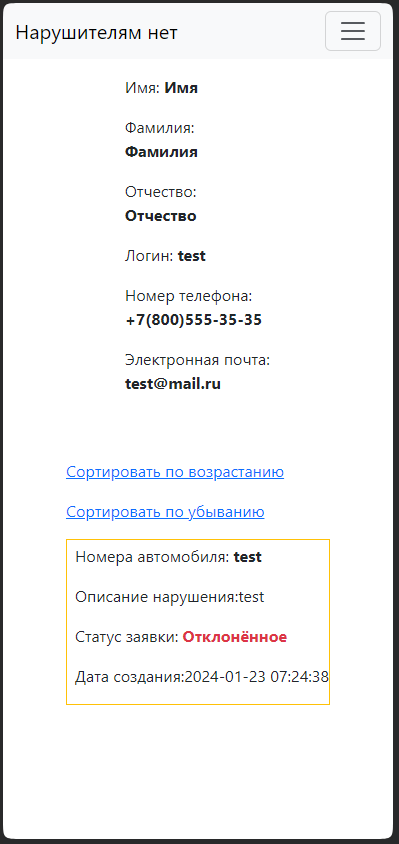 Нарушителям нет
Имя: Имя
Фамилия:
Фамилия
Отчество:
Отчество
Логин: test
Номер телефона:
+7(800)555-35-35
Электронная почта:
test@mail.ru
Сортировать по возрастанию
Сортировать по убыванию
Номера автомобиля: test
Описание нарушения:test
Статус заявки: Отклонённое
Дата создания:2024-01-23 07:24:38